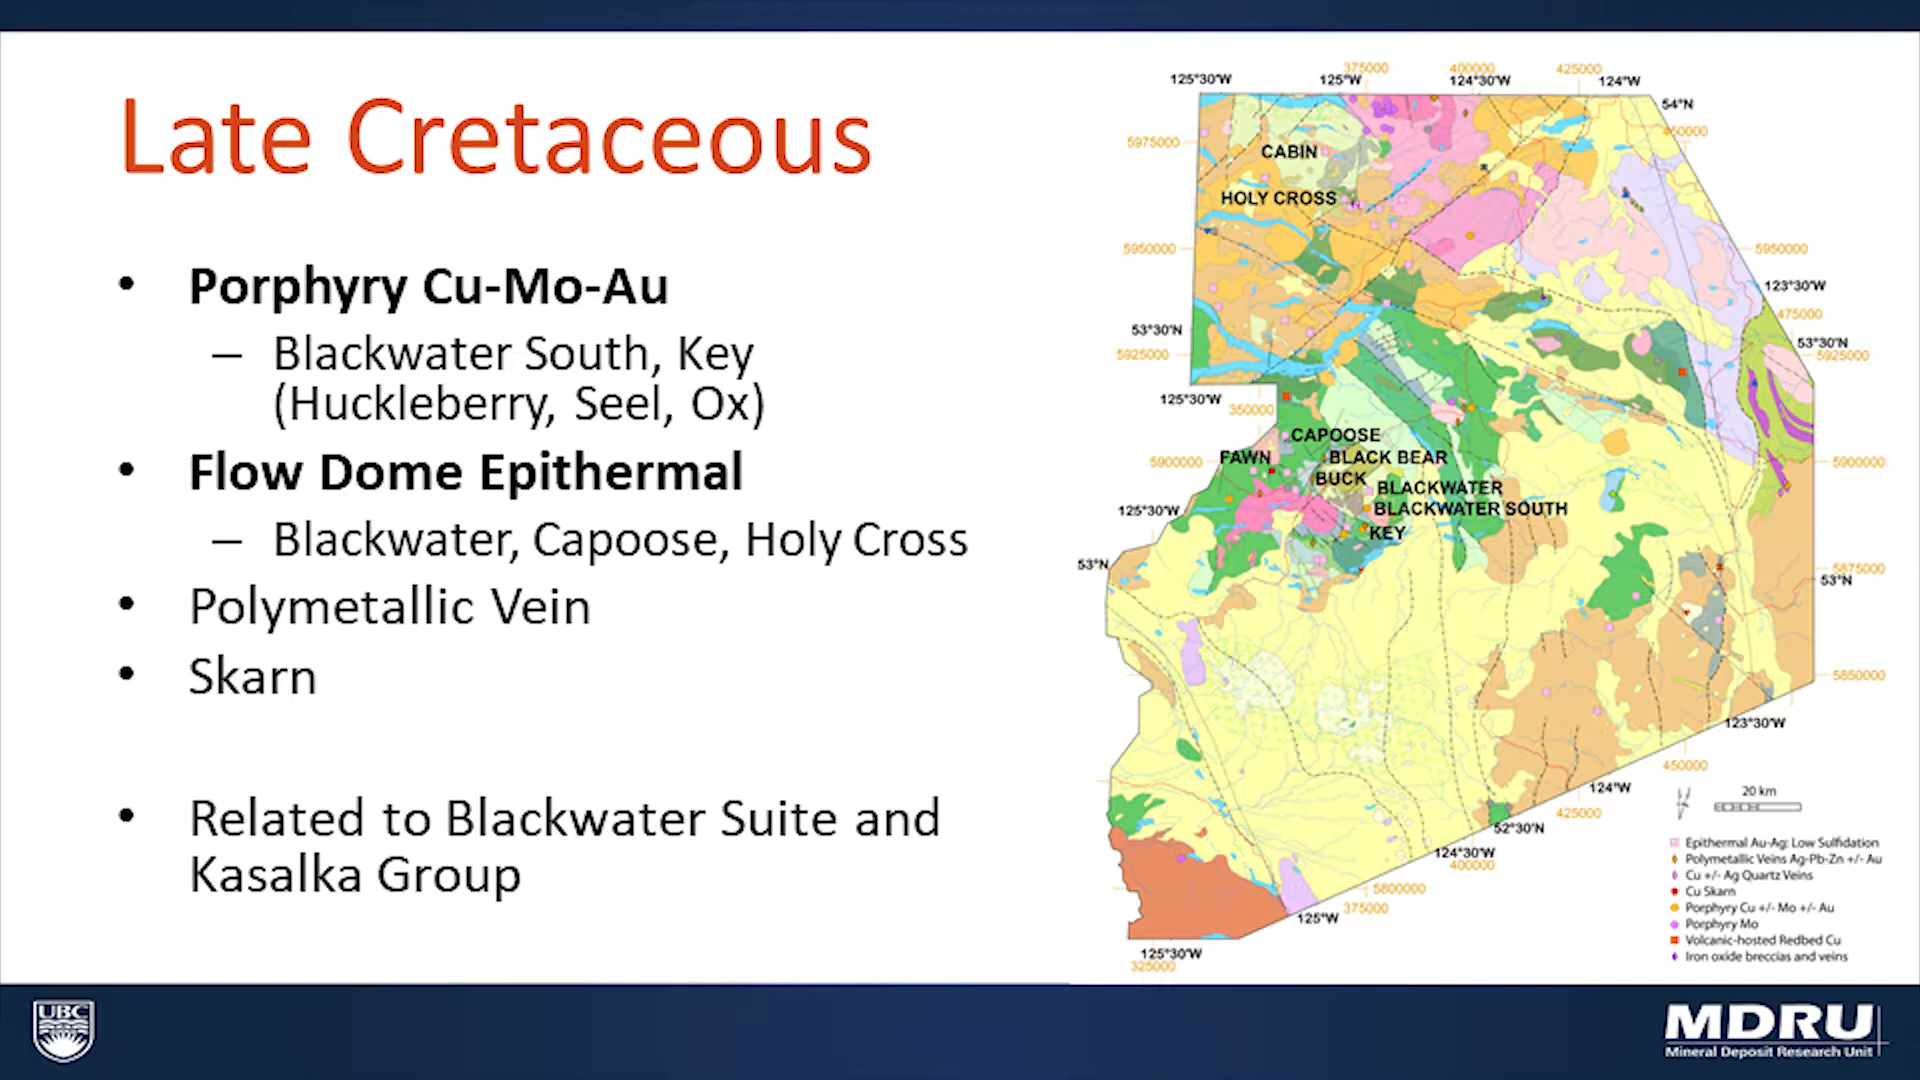 Late Cretaceous
• Porphyry Cu-Mo-Au
– Blackwater South, Key
(Huckleberry, Seel, Ox)
• Flow Dome Epithermal
– Blackwater, Capoose, Holy Cross
• Polymetallic Vein
• Skarn
• Related to Blackwater Suite and
Kasalka Group
375000 400000 425000
125°30'W 125°W 124°30'W 124°W
54°N
450000
5975000
CABIN
HOLY CROSS
5950000 5950000
123°30'W
475000
53°30'N 53°30'N
5925000 5925000
125°30'W
350000
CAPOOSE
FAWN BLACK BEAR
5900000 5900000
BUCK
BLACKWATER
BLACKWATER SOUTH
125°30'W
KEY
53°N 5875000
53°N
5850000
123°30'W
450000
124°W
20 km
425000
52°30'N
124°30'W
400000
5800000
375000
125°W
125°30'W
325000
Epithermal Au-Ag: Low Sulfidation
Polymetallic Veins Ag-Pb-Zn +/- Au
Cu +/- Ag Quartz Veins
Cu Skarn
Porphyry Cu +/- Mo +/- Au
Porphyry Mo
Volcanic-hosted Redbed Cu
Iron oxide breccias and veins
UBC
MDRU
Mineral Deposit Research Unit